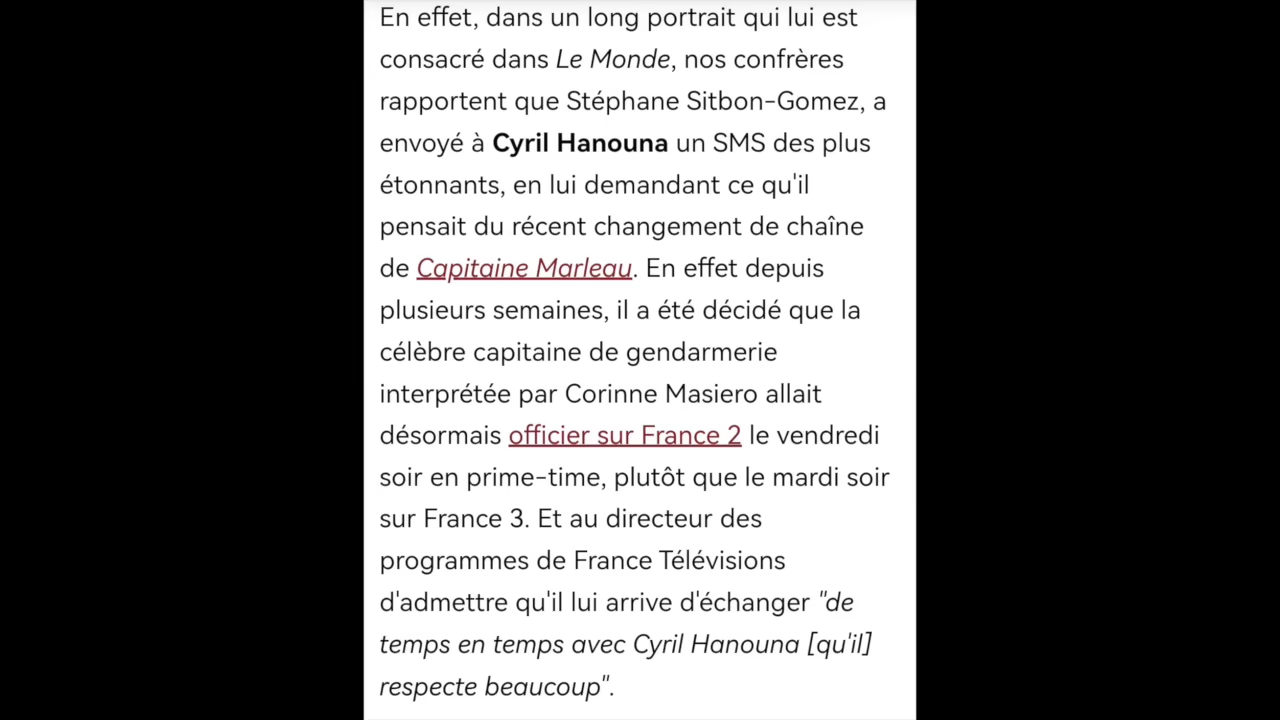 En effet, dans un long portrait qui lui est
consacré dans Le Monde, nos confrères
rapportent que Stéphane Sitbon-Gomez, a
envoyé à Cyril Hanouna un SMS des plus
étonnants, en lui demandant ce qu'il
pensait du récent changement de chaîne
de Capitaine Marleau. En effet depuis
plusieurs semaines, il a été décidé que la
célèbre capitaine de gendarmerie
interprétée par Corinne Masiero allait
désormais officier sur France 2 le vendredi
soir en prime-time, plutôt que le mardi soir
sur France 3. Et au directeur des
programmes de France Télévisions
d'admettre qu'il lui arrive d'échanger "de
temps en temps avec Cyril Hanouna [qu'il]
respecte beaucoup".